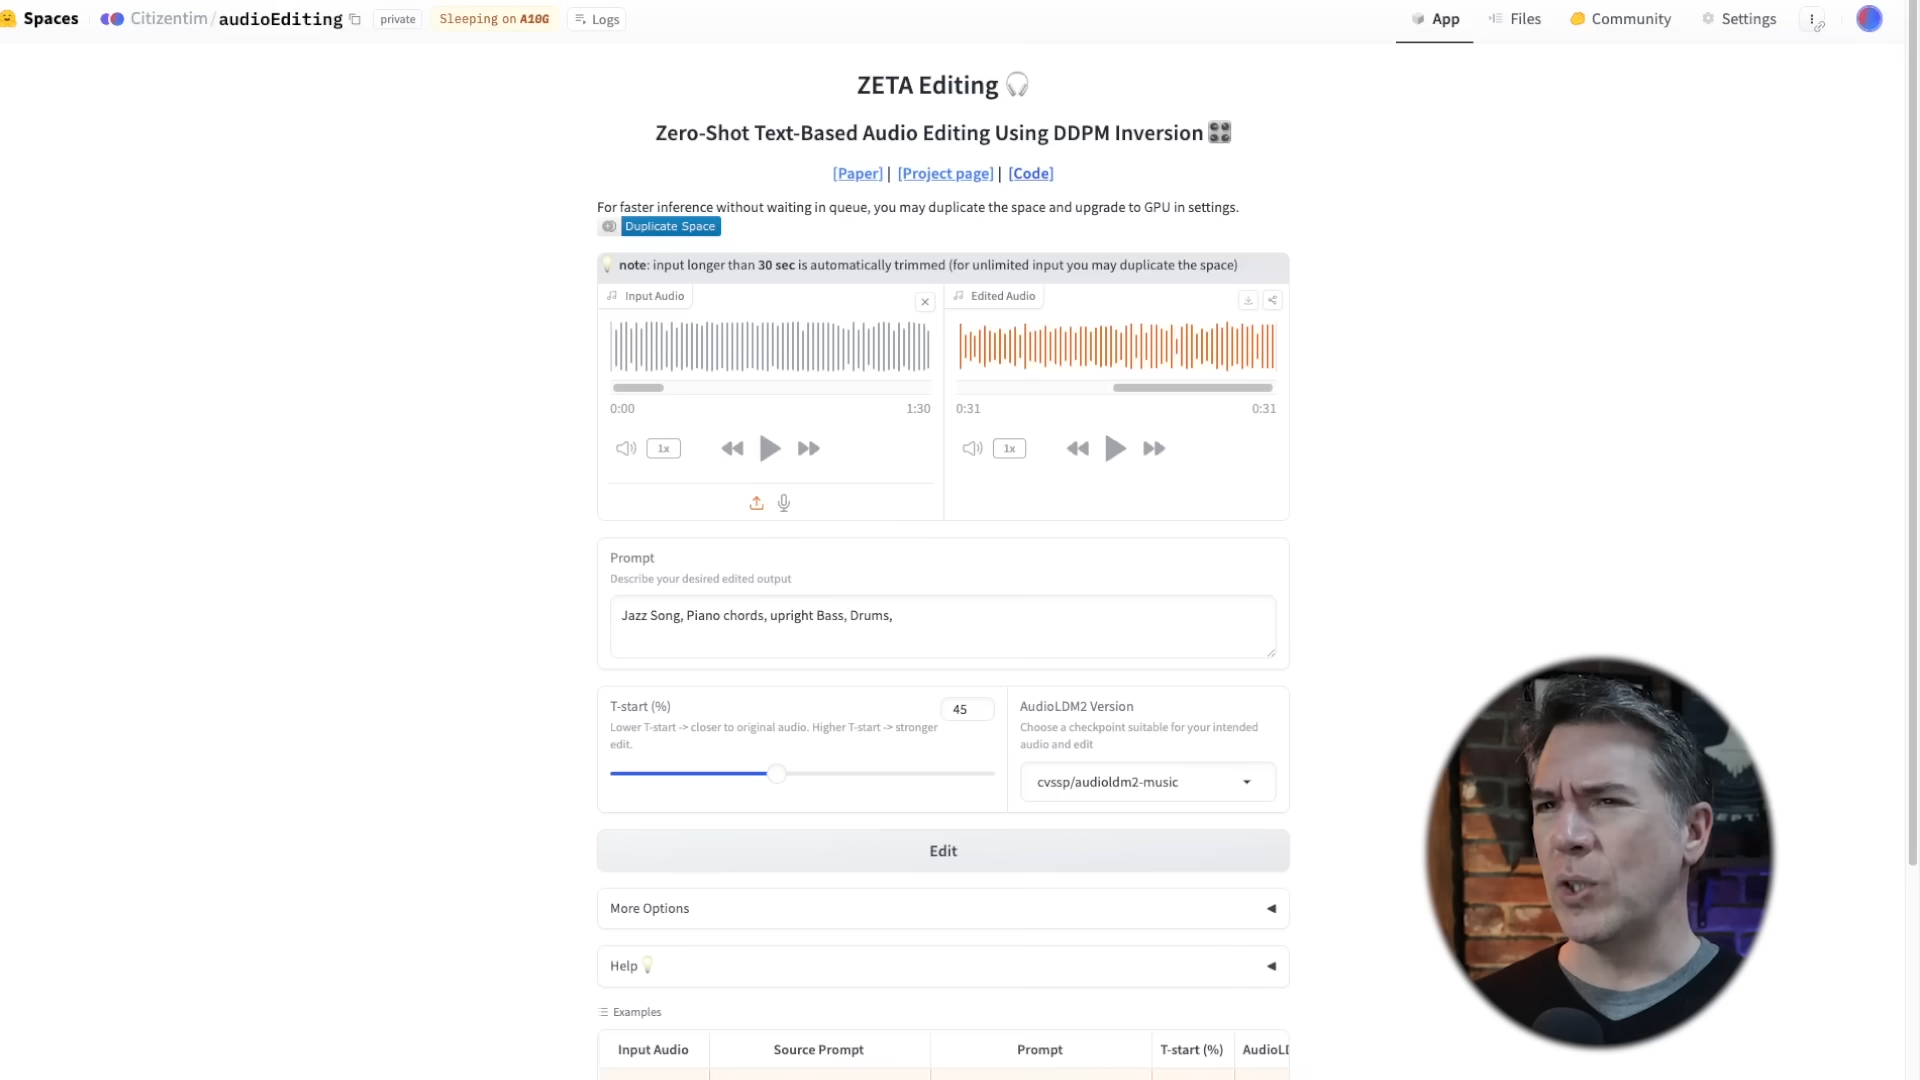 Spaces
Citizentim/audioEditing
private
Sleeping on A10G
Logs
App
Files
Community
Settings
ZETA Editing
Zero-Shot Text-Based Audio Editing Using DDPM Inversion
[Paper] | [Project page] | [Code]
For faster inference without waiting in queue, you may duplicate the space and upgrade to GPU in settings.
Duplicate Space
note: input longer than 30 sec is automatically trimmed (for unlimited input you may duplicate the space)
Input Audio
Edited Audio
0:00
1:30
0:31
0:31
1x
1x
Prompt
Describe your desired edited output
Jazz Song, Piano chords, upright Bass, Drums,
T-start (%)
45
Lower T-start -> closer to original audio. Higher T-start -> stronger
edit.
AudioLDM2 Version
Choose a checkpoint suitable for your intended
audio and edit
cvssp/audioldm2-music
Edit
More Options
Help
Examples
Input Audio
Source Prompt
Prompt
T-start (%)
AudioLD